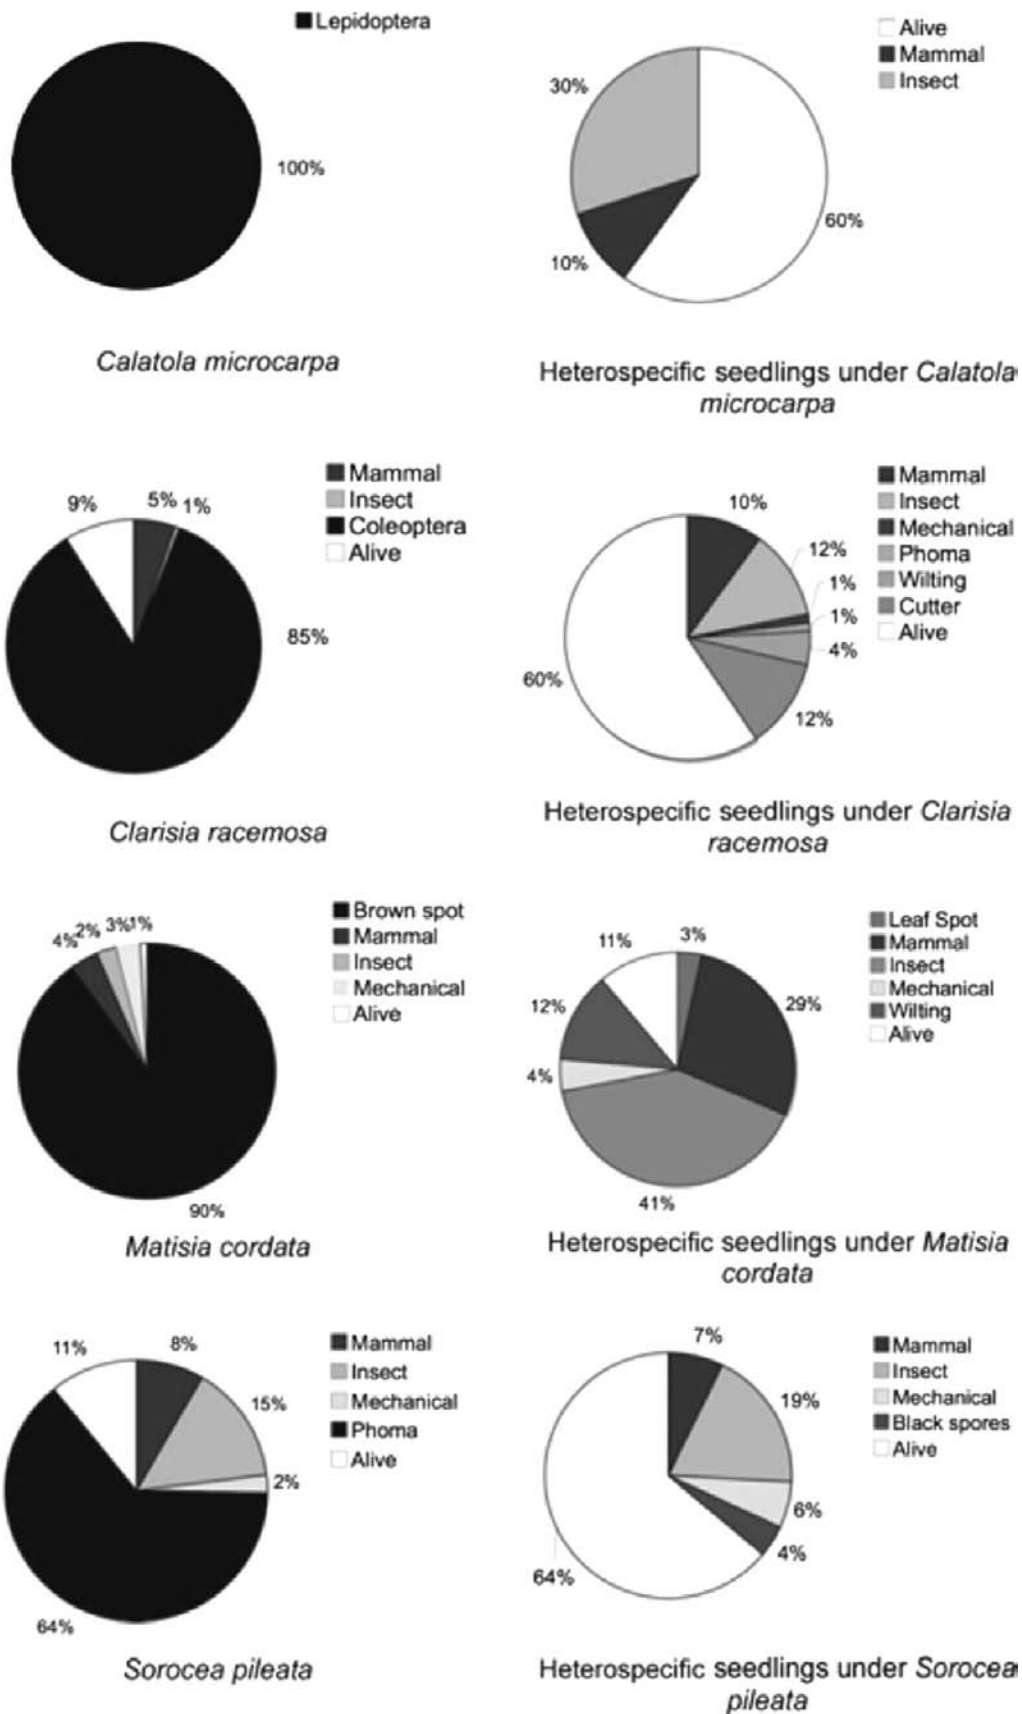 Lepidoptera
100%
Calatola microcarpa
Alive
Mammal
Insect
30%
60%
10%
Heterospecific seedlings under Calatola
microcarpa
Mammal
Insect
Coleoptera
Alive
9%
5%
1%
85%
Clarisia racemosa
Mammal
Insect
Mechanical
Phoma
Wilting
Cutter
Alive
10%
12%
1%
1%
4%
12%
60%
Heterospecific seedlings under Clarisia
racemosa
Brown spot
Mammal
Insect
Mechanical
Alive
4%
2%
3%
1%
90%
Matisia cordata
Leaf Spot
Mammal
Insect
Mechanical
Wilting
Alive
11%
3%
29%
12%
4%
41%
Heterospecific seedlings under Matisia
cordata
Mammal
Insect
Mechanical
Phoma
Alive
11%
8%
15%
2%
64%
Sorocea pileata
Mammal
Insect
Mechanical
Black spores
Alive
7%
19%
6%
4%
64%
Heterospecific seedlings under Sorocea
pileata